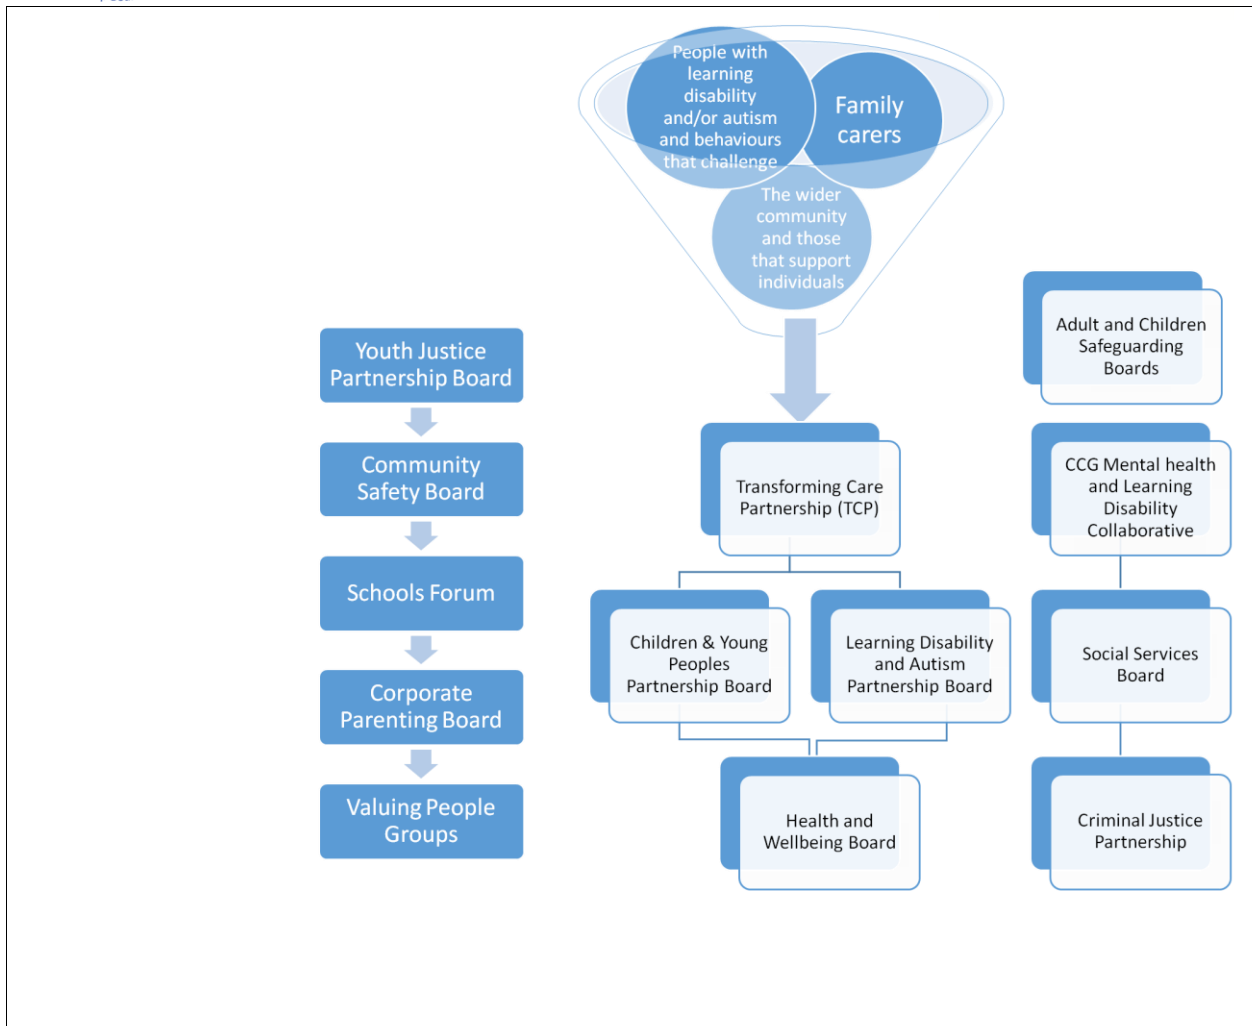 People with
learning
disability
and/or autism
and behaviours
that challenge
Family
carers
The wider
community
and those
that support
individuals
Youth Justice
Partnership Board
Community
Safety Board
Schools Forum
Corporate
Parenting Board
Valuing People
Groups
Transforming Care
Partnership (TCP)
Children & Young
Peoples
Partnership Board
Learning Disability
and Autism
Partnership Board
Health and
Wellbeing Board
Adult and Children
Safeguarding
Boards
CCG Mental health
and Learning
Disability
Collaborative
Social Services
Board
Criminal Justice
Partnership